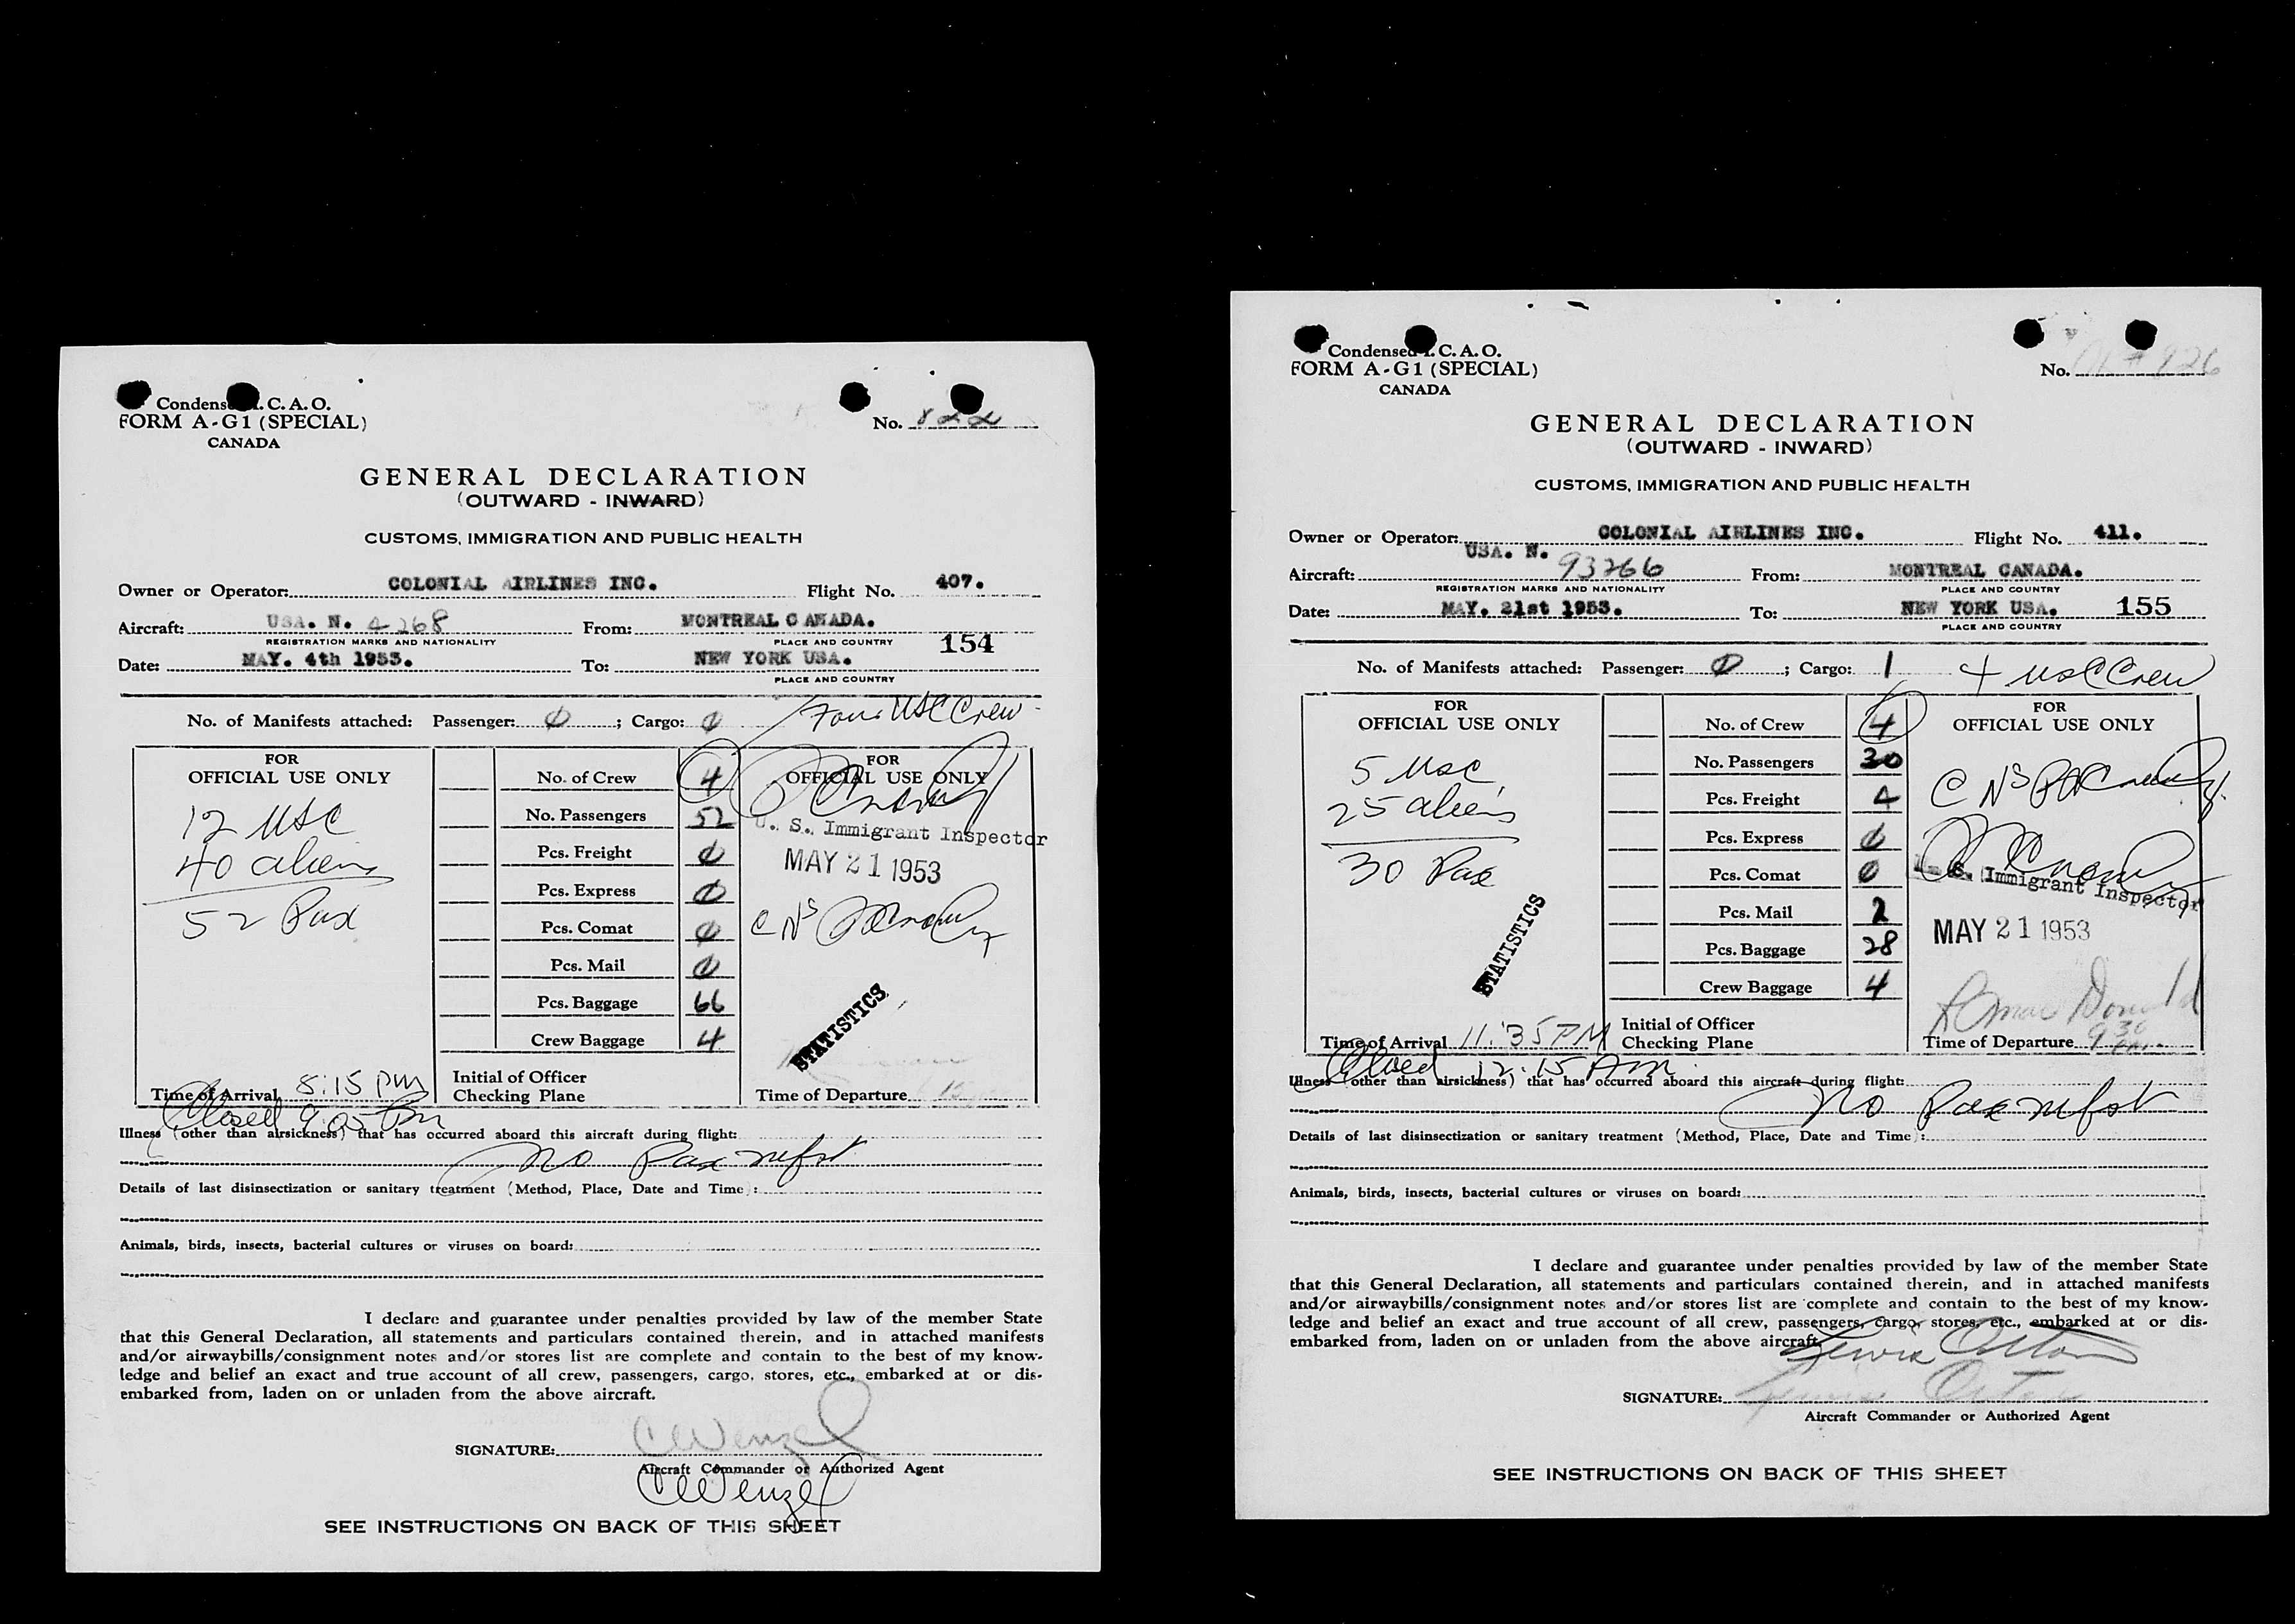 Condensed I. C. A. O.
FORM A-G1 (SPECIAL)
CANADA
No. 822
GENERAL DECLARATION
(OUTWARD - INWARD)
CUSTOMS, IMMIGRATION AND PUBLIC HEALTH
Owner or Operator: COLONIAL AIRLINES INC. Flight No. 407.
Aircraft: USA. N. 4268 From: MONTREAL CANADA.
REGISTRATION MARKS AND NATIONALITY PLACE AND COUNTRY 154
Date: MAY. 4th 1953. To: NEW YORK USA.
PLACE AND COUNTRY
No. of Manifests attached: Passenger: 0 ; Cargo: 0 Four USC Crew
FOR OFFICIAL USE ONLY
12 USC
40 aliens
52 Pax
No. of Crew 4
No. Passengers 52
Pcs. Freight 0
Pcs. Express 0
Pcs. Comat 0
Pcs. Mail 0
Pcs. Baggage 66
Crew Baggage 4
FOR OFFICIAL USE ONLY
U. S. Immigrant Inspector
MAY 21 1953
STATISTICS
Time of Arrival 8:15 PM
Closed 9:05 Pm
Initial of Officer
Checking Plane
Time of Departure
Illness (other than airsickness) that has occurred aboard this aircraft during flight:
No Pax mfst
Details of last disinsectization or sanitary treatment (Method, Place, Date and Time):
Animals, birds, insects, bacterial cultures or viruses on board:
I declare and guarantee under penalties provided by law of the member State
that this General Declaration, all statements and particulars contained therein, and in attached manifests
and/or airwaybills/consignment notes and/or stores list are complete and contain to the best of my know-
ledge and belief an exact and true account of all crew, passengers, cargo, stores, etc., embarked at or dis-
embarked from, laden on or unladen from the above aircraft.
SIGNATURE: C Wenzel
Aircraft Commander or Authorized Agent
C Wenzel
SEE INSTRUCTIONS ON BACK OF THIS SHEET
Condensed I. C. A. O.
FORM A-G1 (SPECIAL)
CANADA
No. 826
GENERAL DECLARATION
(OUTWARD - INWARD)
CUSTOMS, IMMIGRATION AND PUBLIC HEALTH
Owner or Operator: COLONIAL AIRLINES INC. Flight No. 411.
Aircraft: USA. N. 93266 From: MONTREAL CANADA.
REGISTRATION MARKS AND NATIONALITY PLACE AND COUNTRY
Date: MAY. 21st 1953. To: NEW YORK USA. 155
PLACE AND COUNTRY
No. of Manifests attached: Passenger: 0 ; Cargo: 1 4 USC Crew
FOR OFFICIAL USE ONLY
5 USC
25 aliens
30 Pax
STATISTICS
No. of Crew 4
No. Passengers 30
Pcs. Freight 4
Pcs. Express 0
Pcs. Comat 0
Pcs. Mail 2
Pcs. Baggage 28
Crew Baggage 4
FOR OFFICIAL USE ONLY
U. S. Immigrant Inspector
MAY 21 1953
Time of Arrival 11:35 PM
Closed 12:15 Am
Initial of Officer
Checking Plane
Time of Departure 9 30 pm.
Illness (other than airsickness) that has occurred aboard this aircraft during flight:
No Pax mfst
Details of last disinsectization or sanitary treatment (Method, Place, Date and Time):
Animals, birds, insects, bacterial cultures or viruses on board:
I declare and guarantee under penalties provided by law of the member State
that this General Declaration, all statements and particulars contained therein, and in attached manifests
and/or airwaybills/consignment notes and/or stores list are complete and contain to the best of my know-
ledge and belief an exact and true account of all crew, passengers, cargo, stores, etc., embarked at or dis-
embarked from, laden on or unladen from the above aircraft.
SIGNATURE:
Aircraft Commander or Authorized Agent
SEE INSTRUCTIONS ON BACK OF THIS SHEET